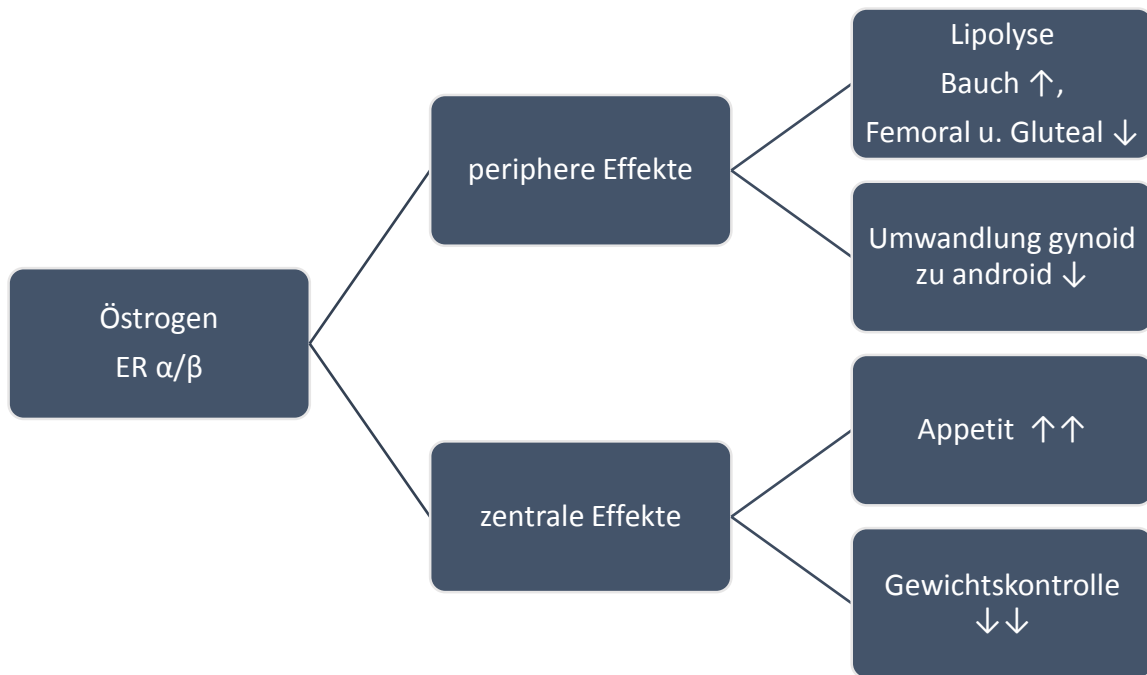 Östrogen
ER α/β
periphere Effekte
Lipolyse
Bauch ↑,
Femoral u. Gluteal ↓
Umwandlung gynoid
zu android ↓
zentrale Effekte
Appetit ↑↑
Gewichtskontrolle
↓↓